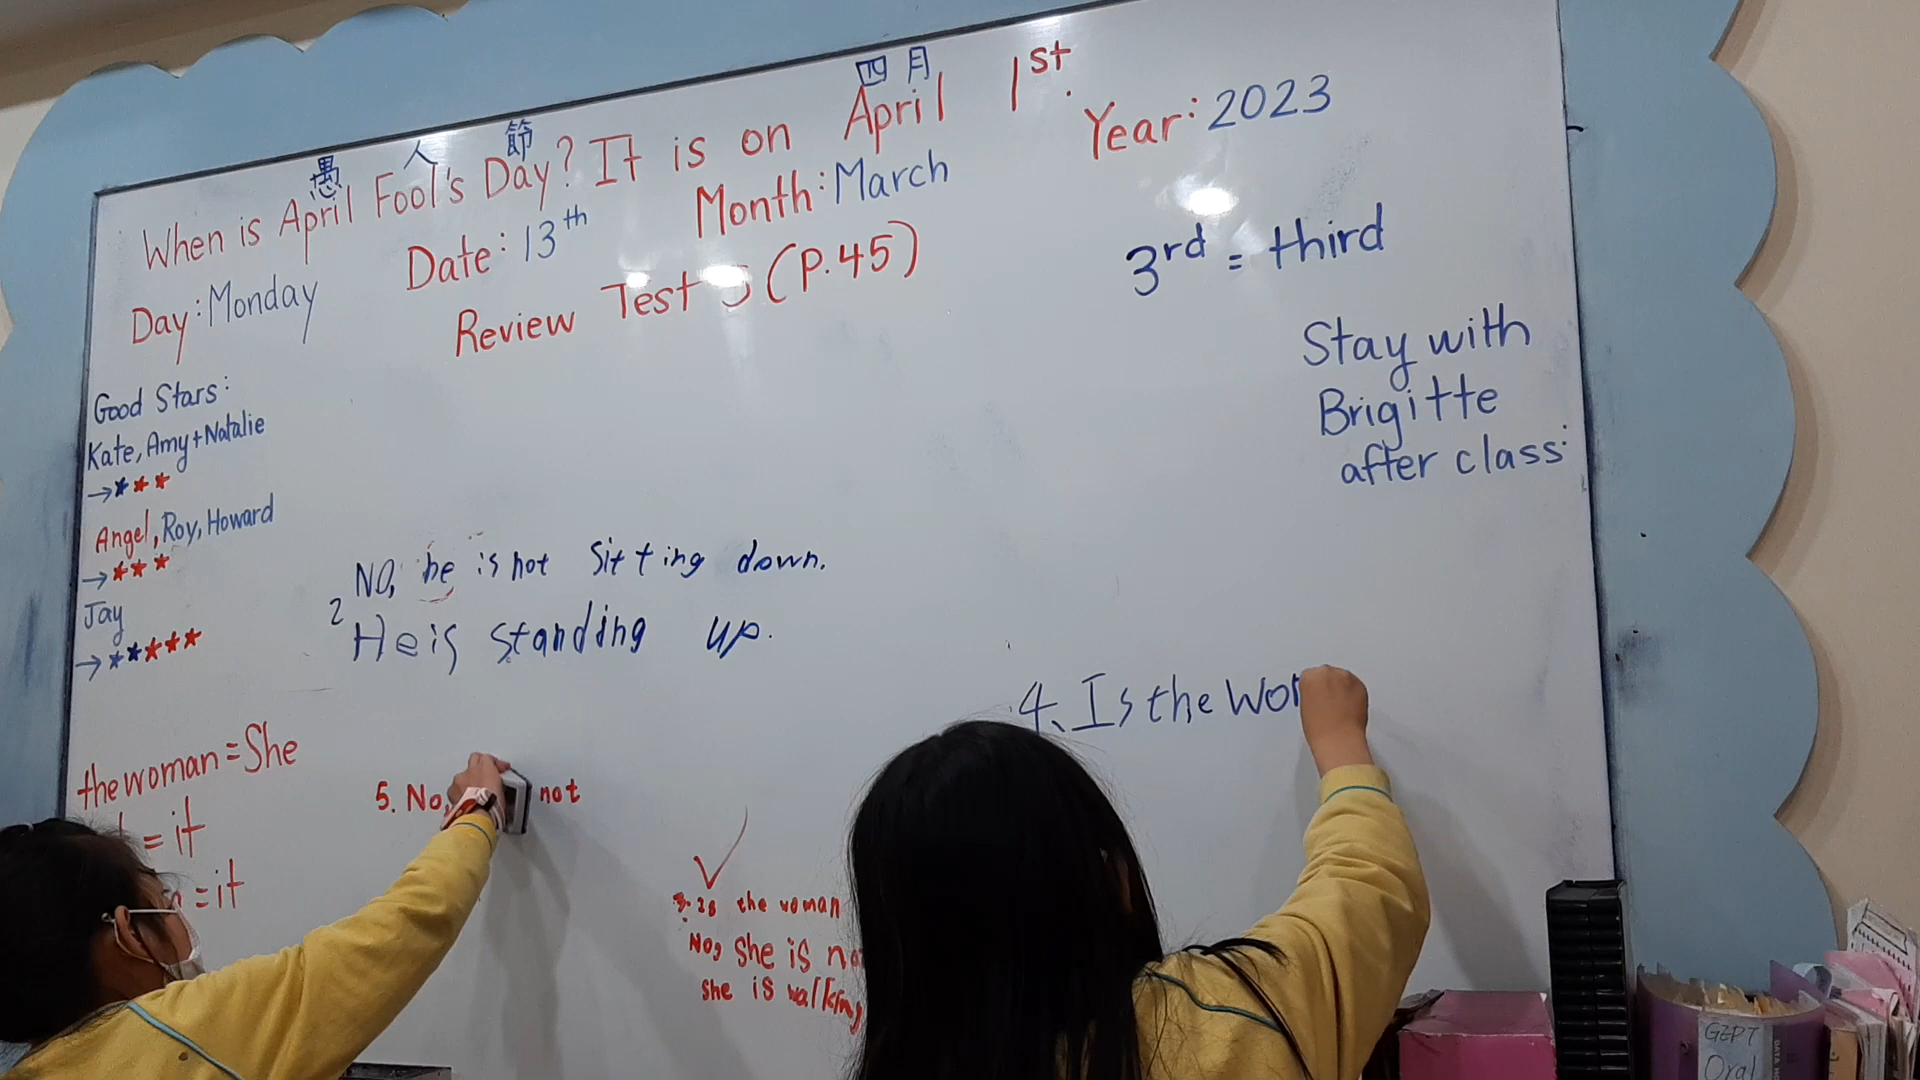 四月
愚人節
When is April Fool's Day? It is on April 1st.
Day: Monday Date: 13th Month: March Year: 2023
Review Test 5 (P.45)
3rd = third
Stay with
Brigitte
after class:
Good Stars:
Kate, Amy + Natalie
→★★★
Angel, Roy, Howard
→★★★
Jay
→★★★★★
NO, he is not sitting down.
2 He is standing up.
4. Is the wo
the woman = She
= it
= it
5. No, not
3. Is the woman
No, she is no
She is walking
GEPT
Oral